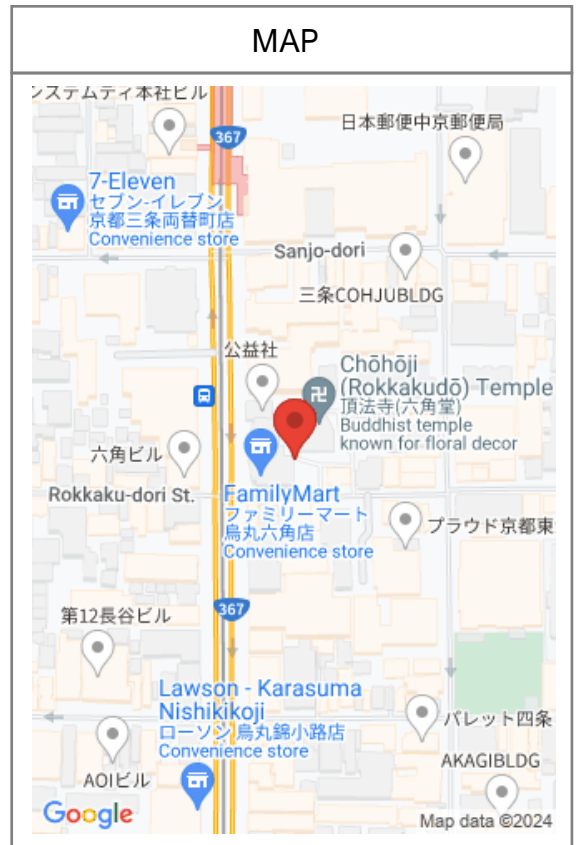 MAP
ンステムティ本社ビル
367
日本郵便中京郵便局
7-Eleven
セブン-イレブン
京都三条両替町店
Convenience store
Sanjo-dori
三条COHJUBLDG
公益社
Chōhōji
(Rokkakudō) Temple
頂法寺(六角堂)
Buddhist temple
known for floral decor
卍
六角ビル
Rokkaku-dori St.
FamilyMart
ファミリーマート
烏丸六角店
Convenience store
プラウド京都東
367
第12長谷ビル
Lawson - Karasuma
Nishikikoji
ローソン 烏丸錦小路店
Convenience store
パレット四条
AKAGIBLDG
AOIビル
Google
Map data ©2024